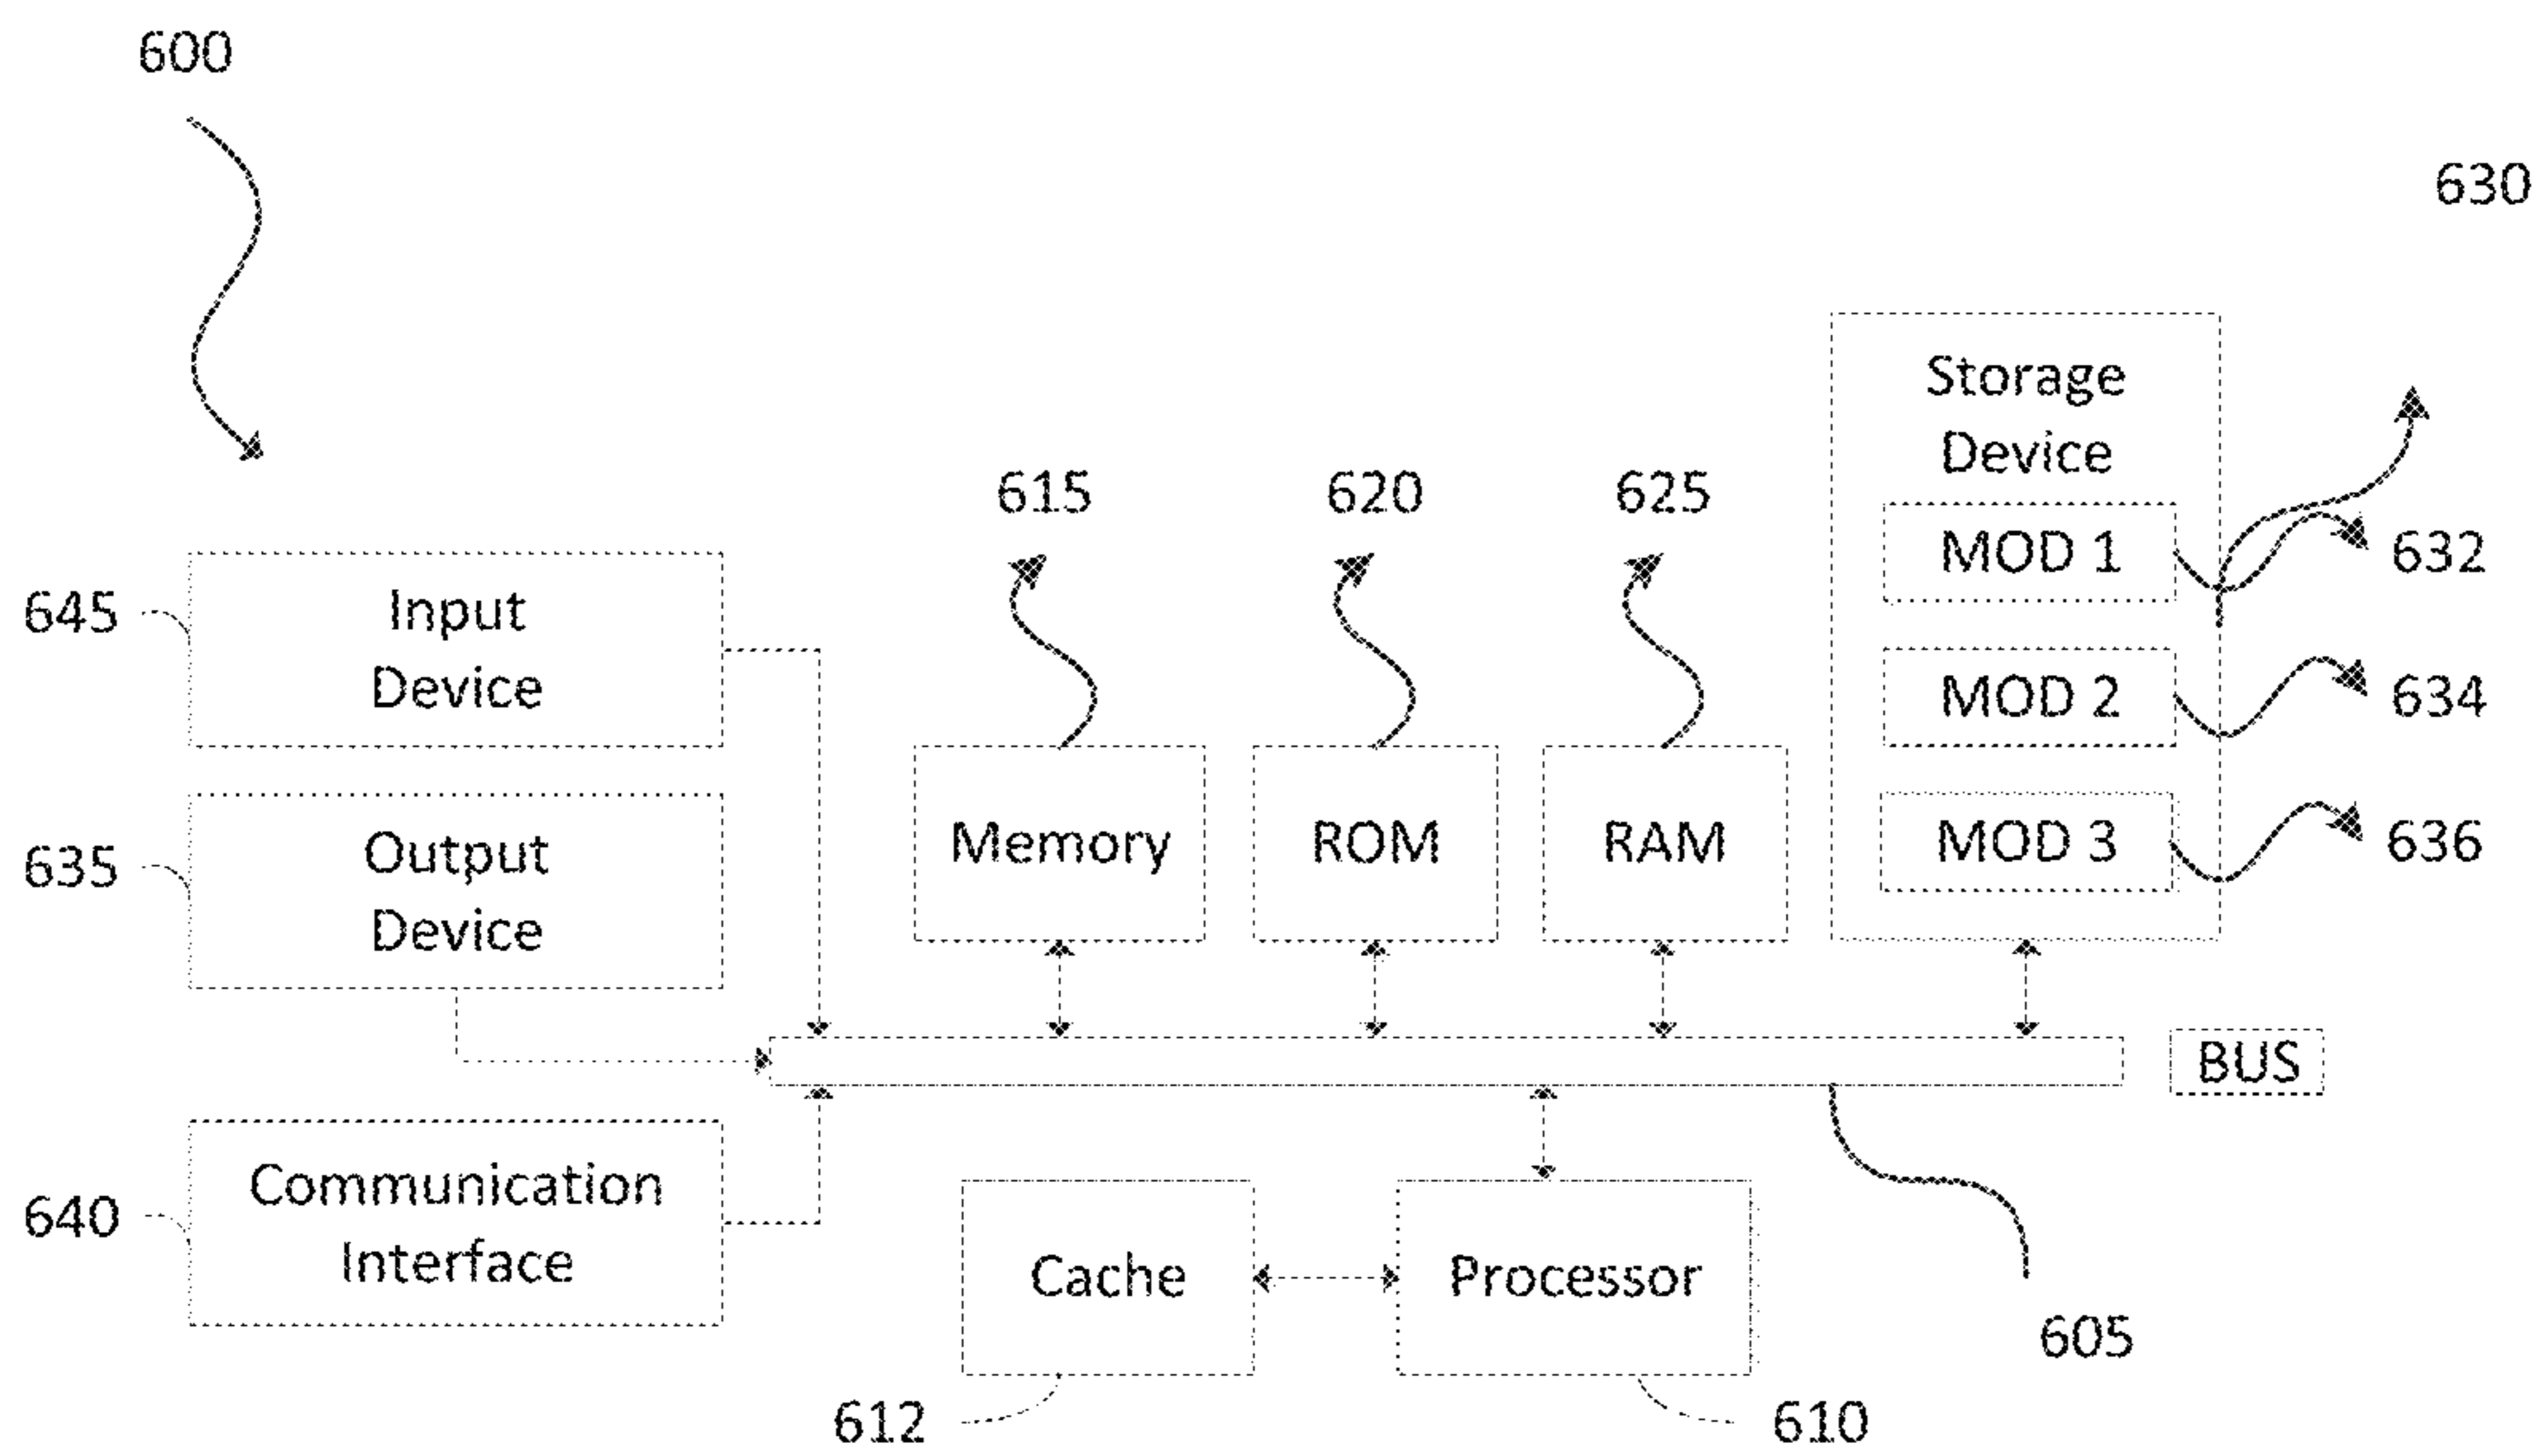 600
630
Storage
Device
615
620
625
MOD 1
632
645
Input
Device
MOD 2
634
Memory
ROM
RAM
MOD 3
636
635
Output
Device
BUS
640
Communication
Interface
Cache
Processor
605
612
610